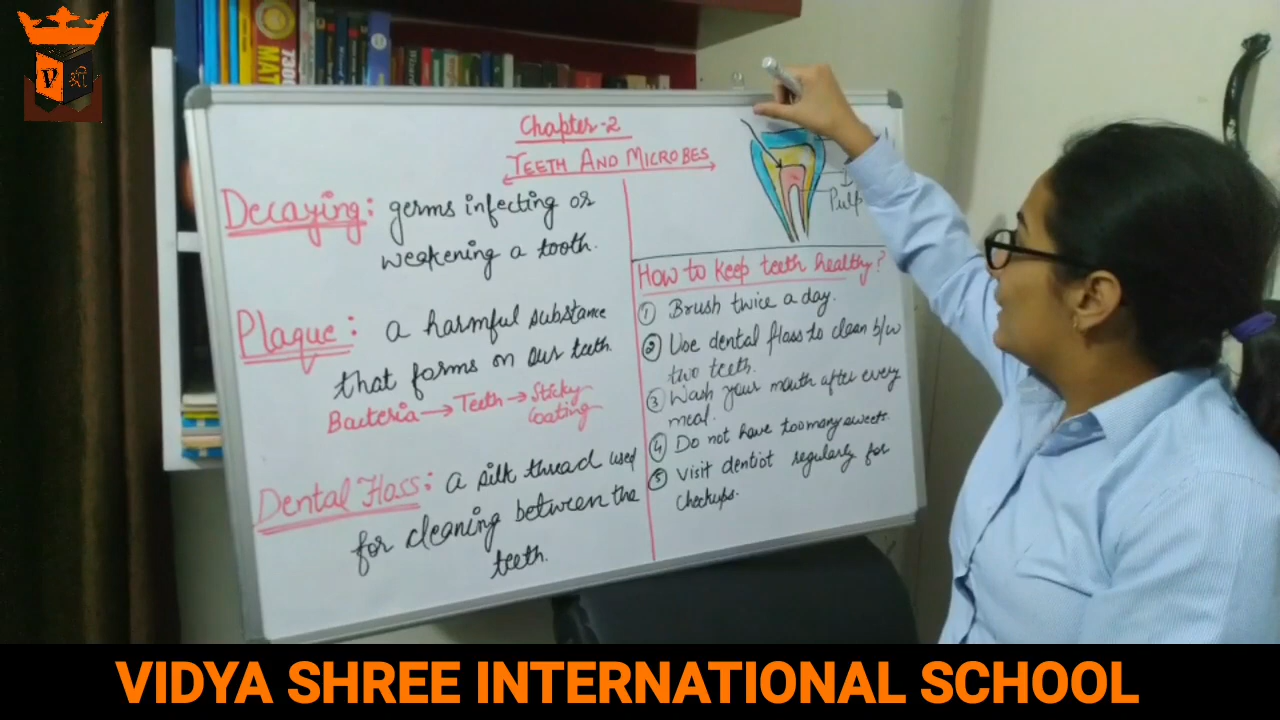 Chapter-2
TEETH AND MICROBES
Decaying: germs infecting or
weakening a tooth.
Plaque: a harmful substance
that forms on our teeth.
Bacteria → Teeth → Sticky
Coating
Dental Floss: a silk thread used
for cleaning between the
teeth.
Pulp
How to keep teeth healthy?
① Brush twice a day.
② Use dental floss to clean b/w
two teeth.
③ Wash your mouth after every
meal.
④ Do not have too many sweets.
⑤ Visit dentist regularly for
checkups.
MAT
VIDYA SHREE INTERNATIONAL SCHOOL